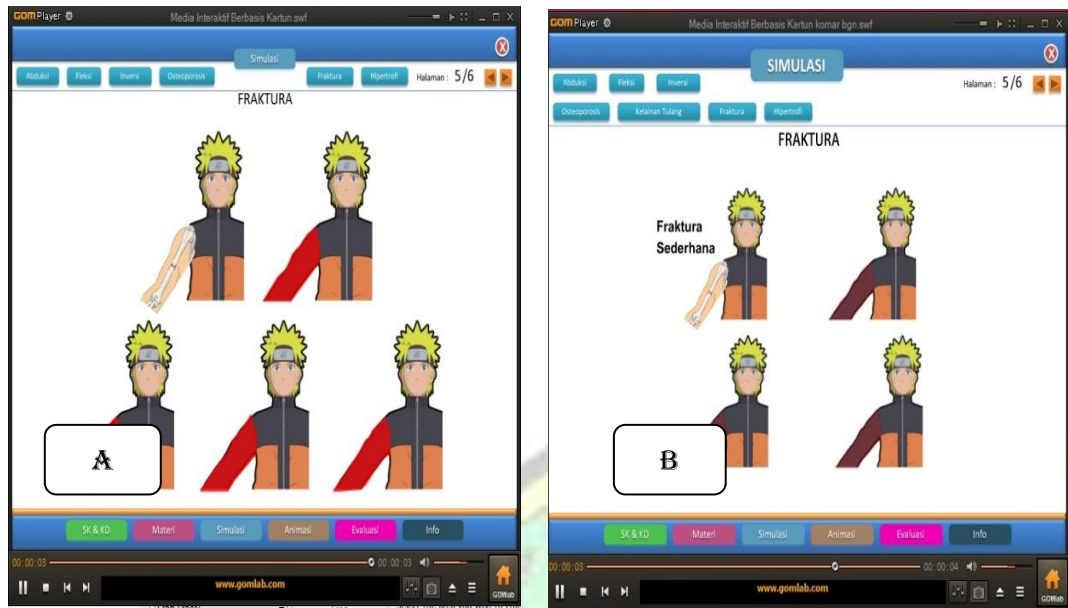 GOM Player Media Interaktif Berbasis Kartun.swf
Simulasi
Abduksi Fleksi Inversi Osteoporosis Fraktura Hipertrofi Halaman : 5/6
FRAKTURA
A
SK & KD Materi Simulasi Animasi Evaluasi Info
00:00:03 00:00:03
www.gomlab.com
GOMlab
GOM Player Media Interaktif Berbasis Kartun komar bgn.swf
SIMULASI
Abduksi Fleksi Inversi Halaman : 5/6
Osteoporosis Kelainan Tulang Fraktura Hipertrofi
FRAKTURA
Fraktura
Sederhana
B
SK & KD Materi Simulasi Animasi Evaluasi Info
00:00:03 00:00:04
www.gomlab.com
GOMlab